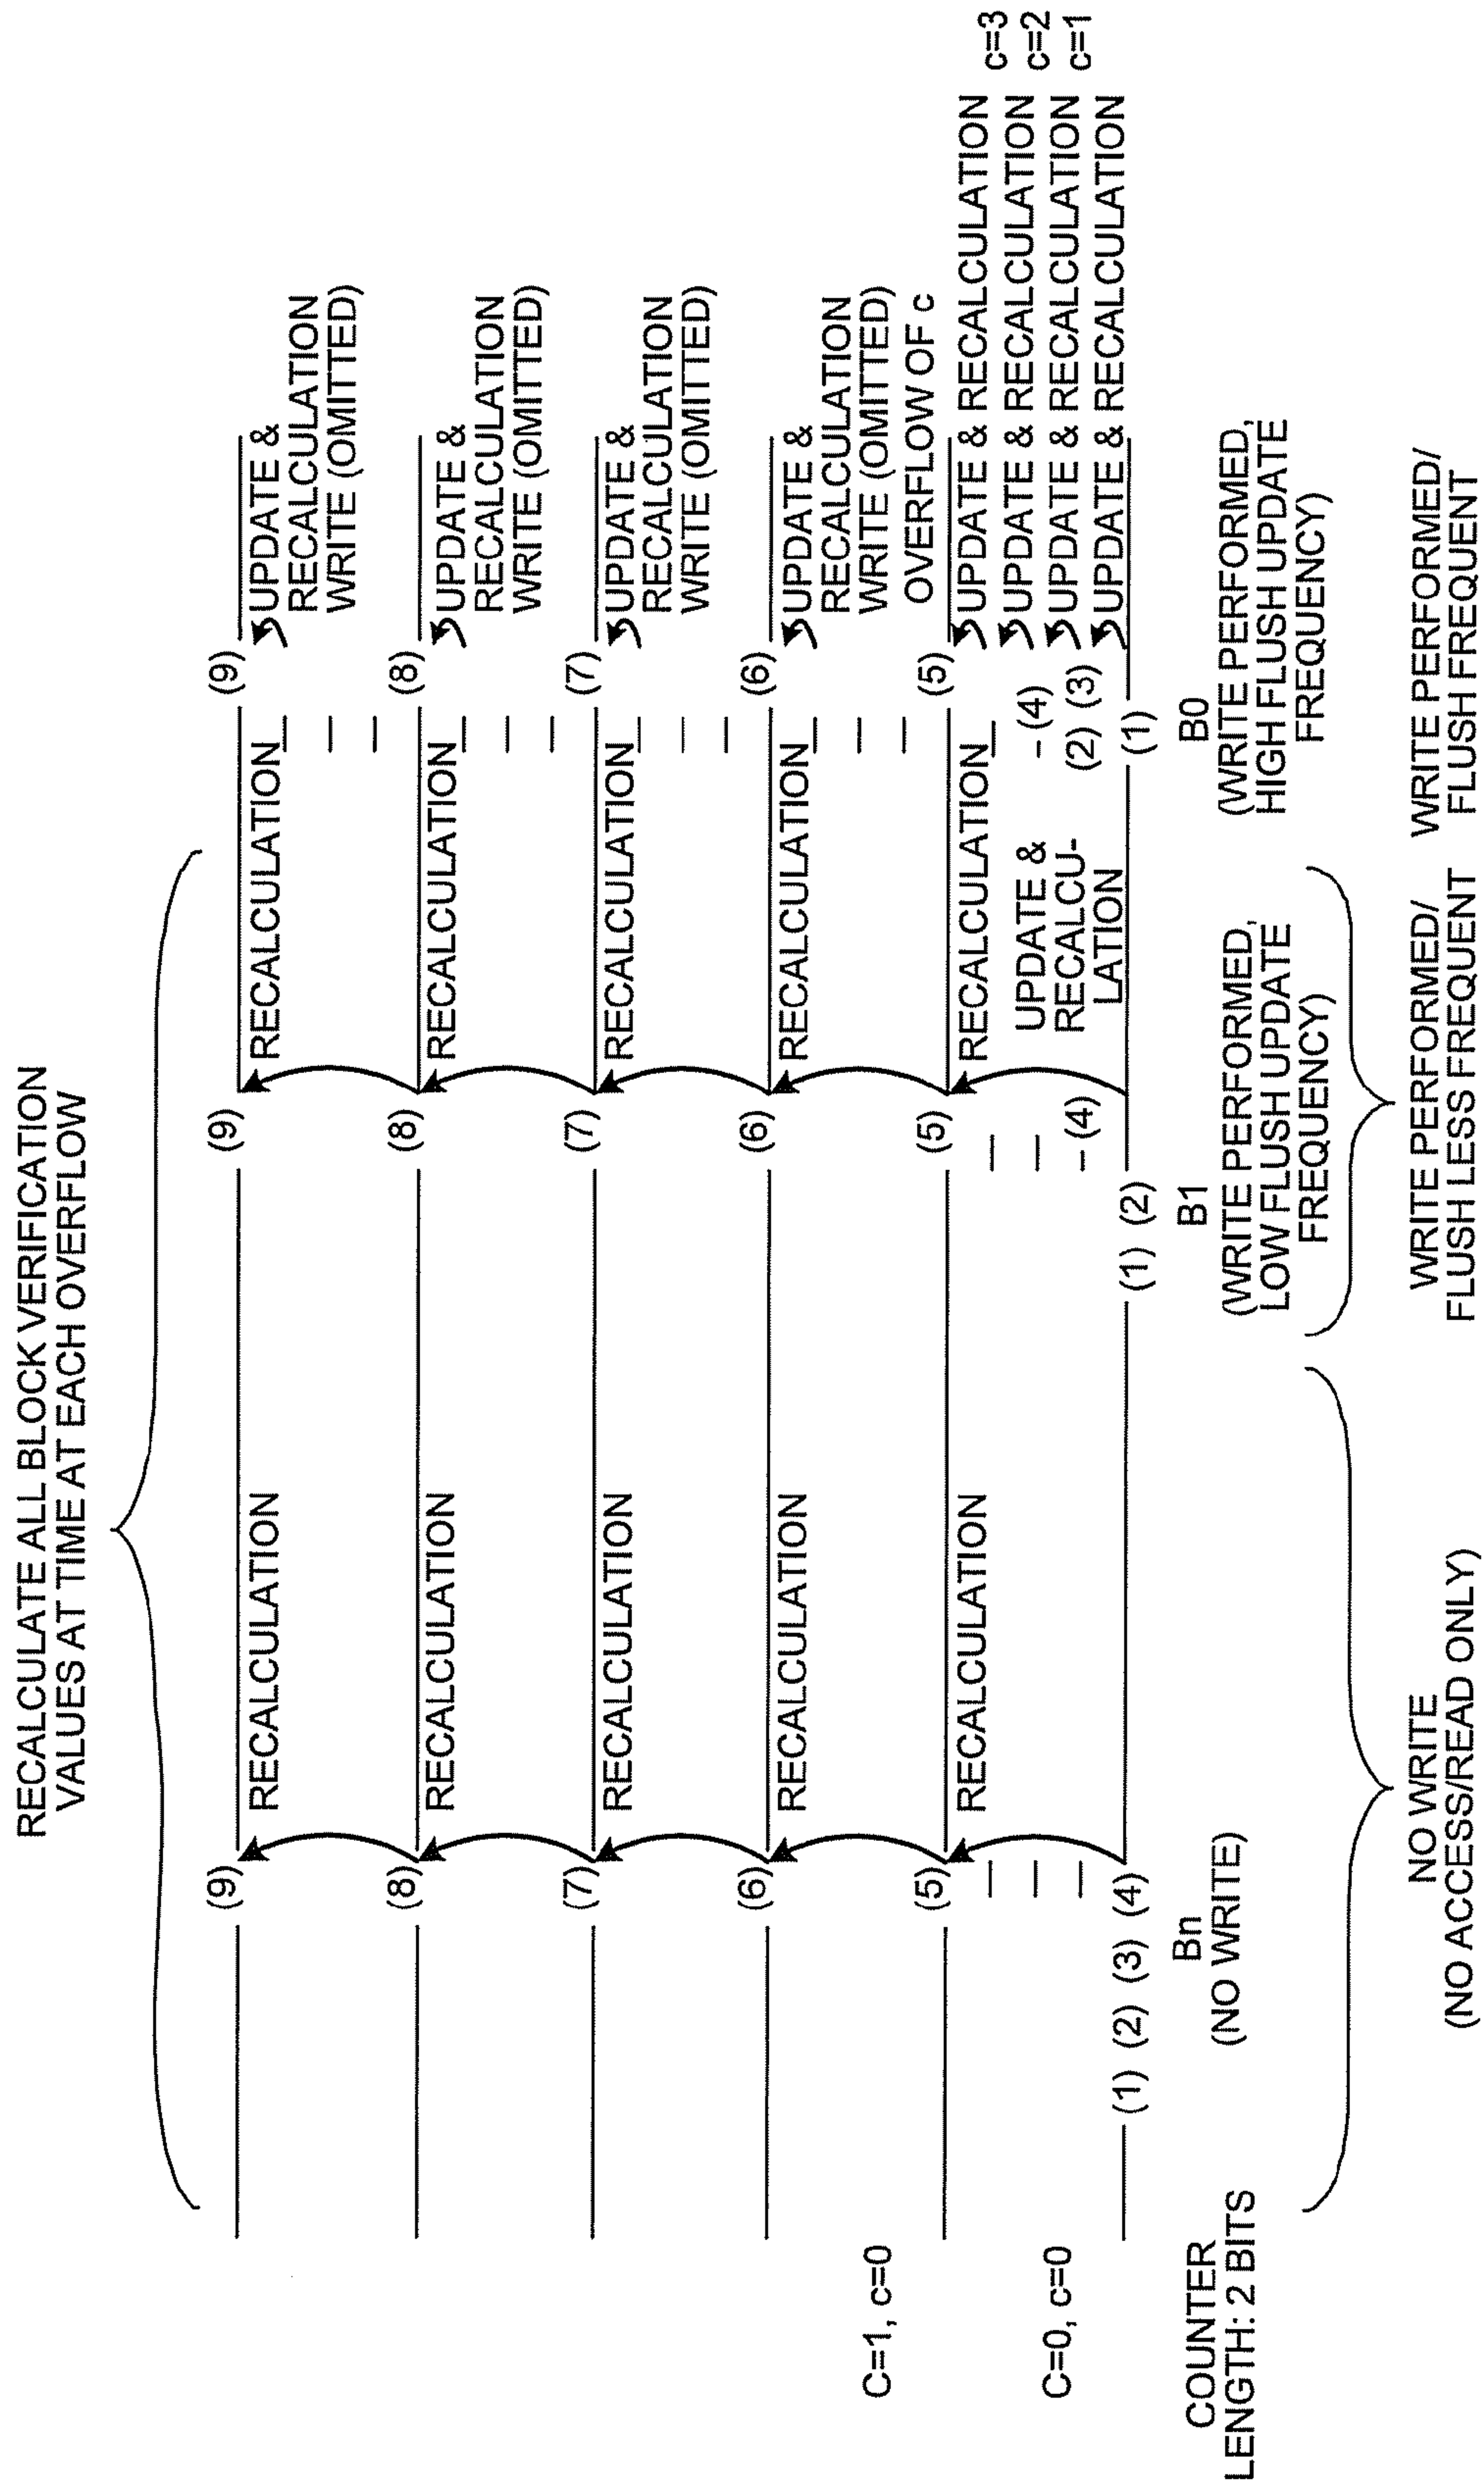 RECALCULATE ALL BLOCK VERIFICATION
VALUES AT TIME AT EACH OVERFLOW
(9)
RECALCULATION
(9)
RECALCULATION
(9)
UPDATE &
RECALCULATION
WRITE (OMITTED)
(8)
RECALCULATION
(8)
RECALCULATION
(8)
UPDATE &
RECALCULATION
WRITE (OMITTED)
(7)
RECALCULATION
(7)
RECALCULATION
(7)
UPDATE &
RECALCULATION
WRITE (OMITTED)
(6)
RECALCULATION
(6)
RECALCULATION
(6)
UPDATE &
RECALCULATION
WRITE (OMITTED)
C=1, c=0
OVERFLOW OF c
(5)
RECALCULATION
(5)
RECALCULATION
(5)
UPDATE & RECALCULATION
c=3
UPDATE & RECALCULATION
c=2
UPDATE & RECALCULATION
c=1
UPDATE & RECALCULATION
C=0, c=0
(4)
UPDATE &
RECALCU-
LATION
(4)
(2) (3)
(1) (2) (3) (4)
(1) (2)
(1)
COUNTER
LENGTH: 2 BITS
Bn
(NO WRITE)
B1
(WRITE PERFORMED,
LOW FLUSH UPDATE
FREQUENCY)
B0
(WRITE PERFORMED,
HIGH FLUSH UPDATE
FREQUENCY)
NO WRITE
(NO ACCESS/READ ONLY)
WRITE PERFORMED/
FLUSH LESS FREQUENT
WRITE PERFORMED/
FLUSH FREQUENT